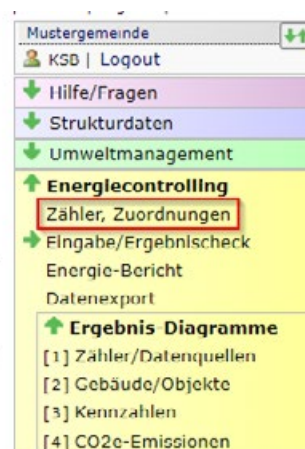 Mustergemeinde
KSB | Logout
Hilfe/Fragen
Strukturdaten
Umweltmanagement
Energiecontrolling
Zähler, Zuordnungen
Eingabe/Ergebnischeck
Energie-Bericht
Datenexport
Ergebnis-Diagramme
[1] Zähler/Datenquellen
[2] Gebäude/Objekte
[3] Kennzahlen
[4] CO2e-Emissionen